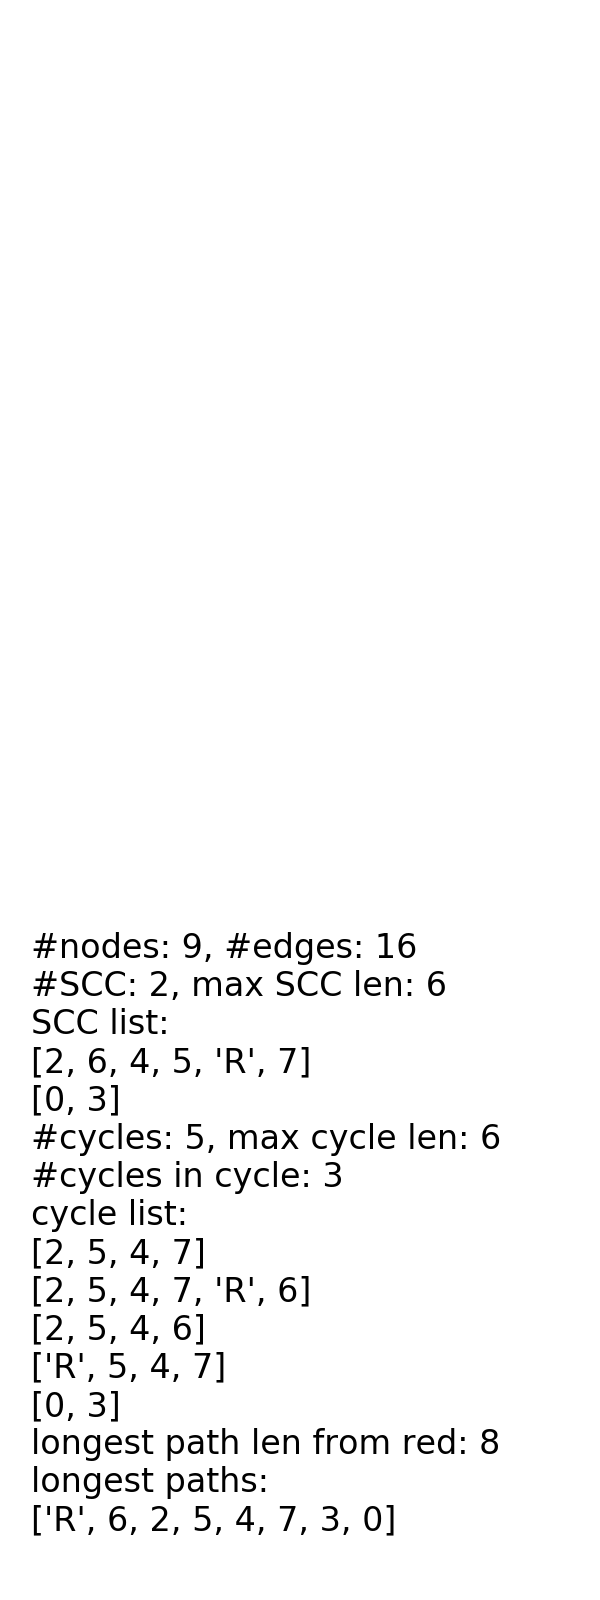 #nodes: 9, #edges: 16
#SCC: 2, max SCC len: 6
SCC list:
[2, 6, 4, 5, 'R', 7]
[0, 3]
#cycles: 5, max cycle len: 6
#cycles in cycle: 3
cycle list:
[2, 5, 4, 7]
[2, 5, 4, 7, 'R', 6]
[2, 5, 4, 6]
['R', 5, 4, 7]
[0, 3]
longest path len from red: 8
longest paths:
['R', 6, 2, 5, 4, 7, 3, 0]